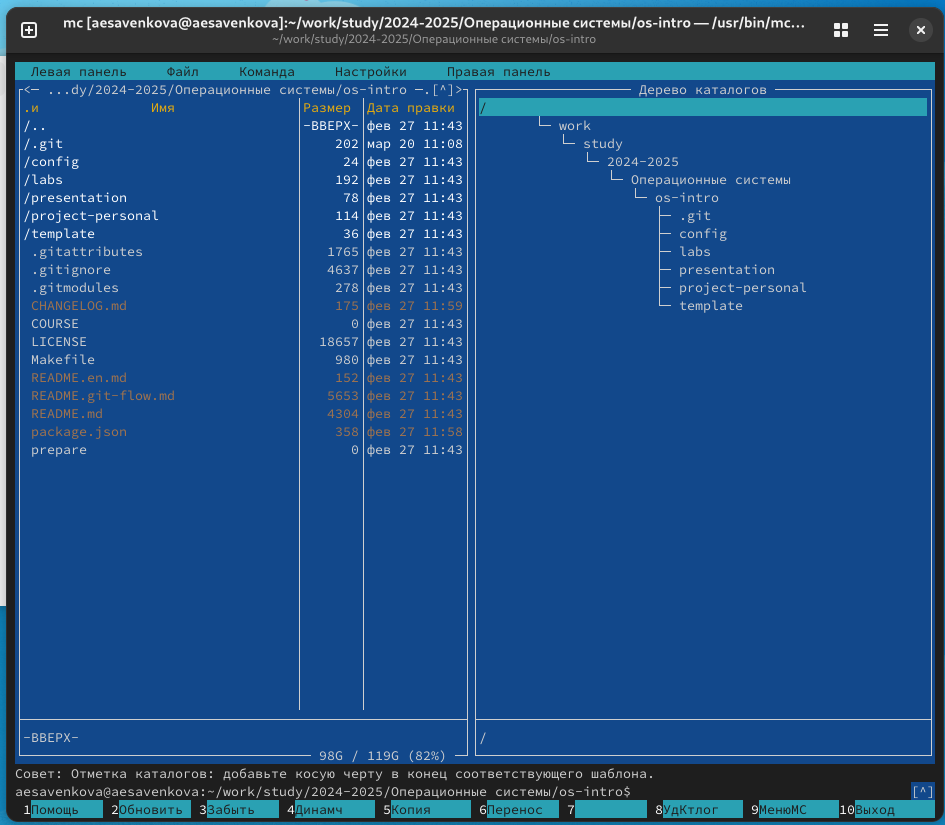 mc [aesavenkova@aesavenkova]:~/work/study/2024-2025/Операционные системы/os-intro — /usr/bin/mc...
~/work/study/2024-2025/Операционные системы/os-intro
Левая панель Файл Команда Настройки Правая панель
<— ...dy/2024-2025/Операционные системы/os-intro —.[^]>
.и Имя Размер Дата правки
/.. -ВВЕРХ- фев 27 11:43
/.git 202 мар 20 11:08
/config 24 фев 27 11:43
/labs 192 фев 27 11:43
/presentation 78 фев 27 11:43
/project-personal 114 фев 27 11:43
/template 36 фев 27 11:43
.gitattributes 1765 фев 27 11:43
.gitignore 4637 фев 27 11:43
.gitmodules 278 фев 27 11:43
CHANGELOG.md 175 фев 27 11:59
COURSE 0 фев 27 11:43
LICENSE 18657 фев 27 11:43
Makefile 980 фев 27 11:43
README.en.md 152 фев 27 11:43
README.git-flow.md 5653 фев 27 11:43
README.md 4304 фев 27 11:43
package.json 358 фев 27 11:58
prepare 0 фев 27 11:43
-ВВЕРХ-
98G / 119G (82%)
Дерево каталогов
/
work
study
2024-2025
Операционные системы
os-intro
.git
config
labs
presentation
project-personal
template
/
Совет: Отметка каталогов: добавьте косую черту в конец соответствующего шаблона.
aesavenkova@aesavenkova:~/work/study/2024-2025/Операционные системы/os-intro$ [^]
1Помощь 2Обновить 3Забыть 4Динамч 5Копия 6Перенос 7 8УдКтлог 9МенюМС 10Выход